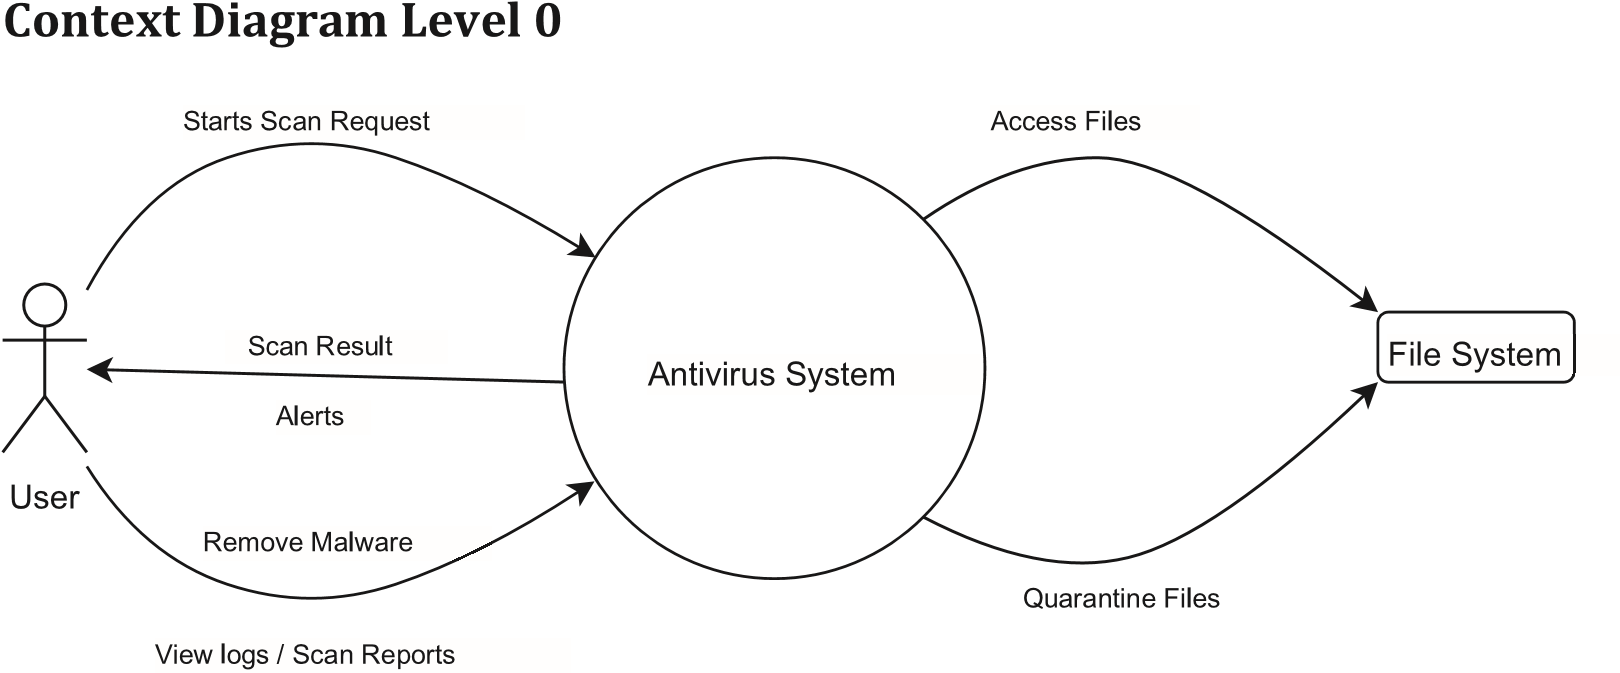 Context Diagram Level 0
Starts Scan Request
Access Files
Scan Result
Alerts
Antivirus System
File System
User
Remove Malware
Quarantine Files
View logs / Scan Reports